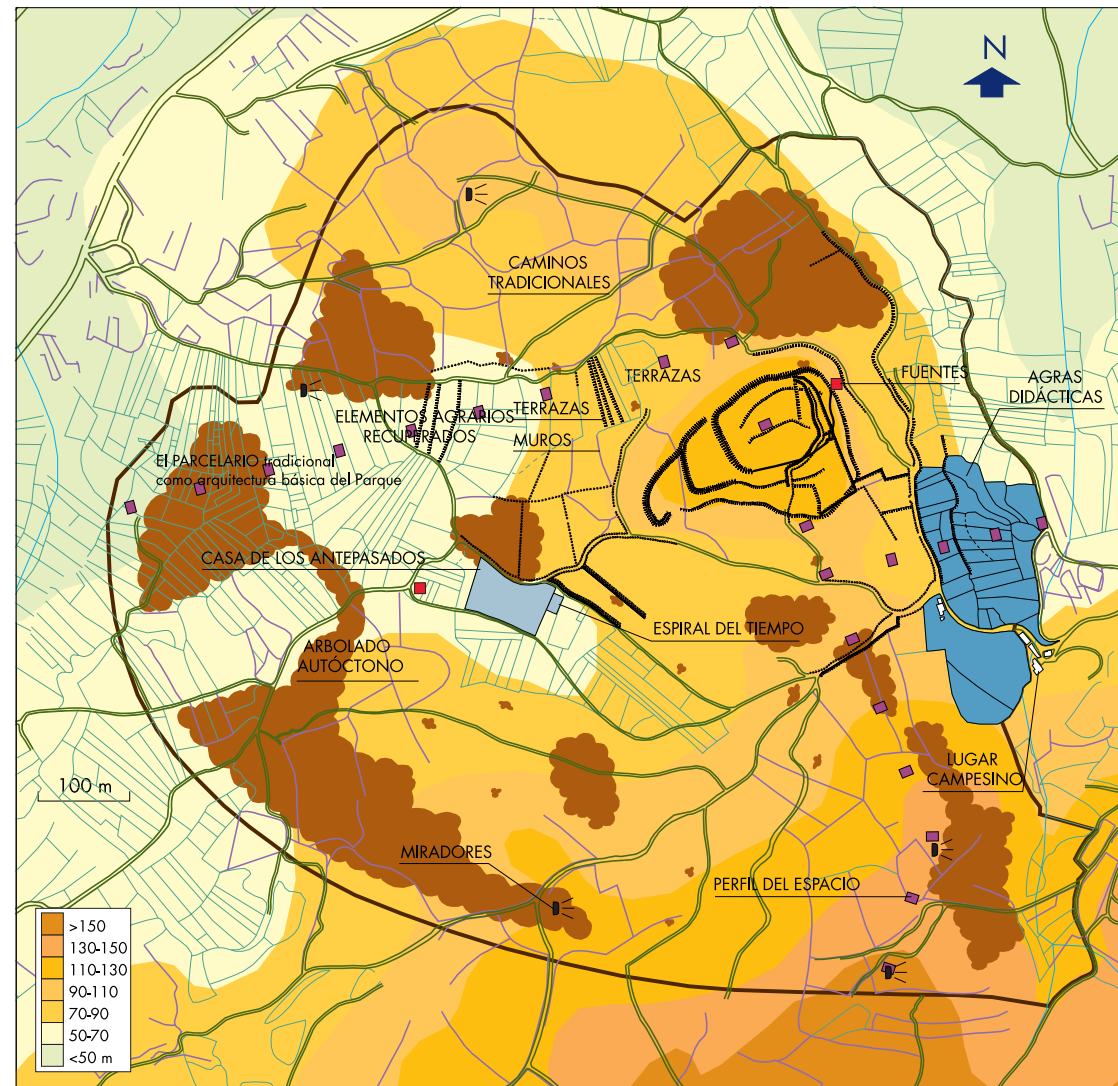 N
CAMINOS
TRADICIONALES
TERRAZAS
FUENTES
AGRAS
DIDÁCTICAS
ELEMENTOS AGRARIOS
RECUPERADOS
TERRAZAS
MUROS
El PARCELARIO tradicional
como arquitectura básica del Parque
CASA DE LOS ANTEPASADOS
ESPIRAL DEL TIEMPO
ARBOLADO
AUTÓCTONO
LUGAR
CAMPESINO
100 m
MIRADORES
PERFIL DEL ESPACIO
>150
130-150
110-130
90-110
70-90
50-70
<50 m